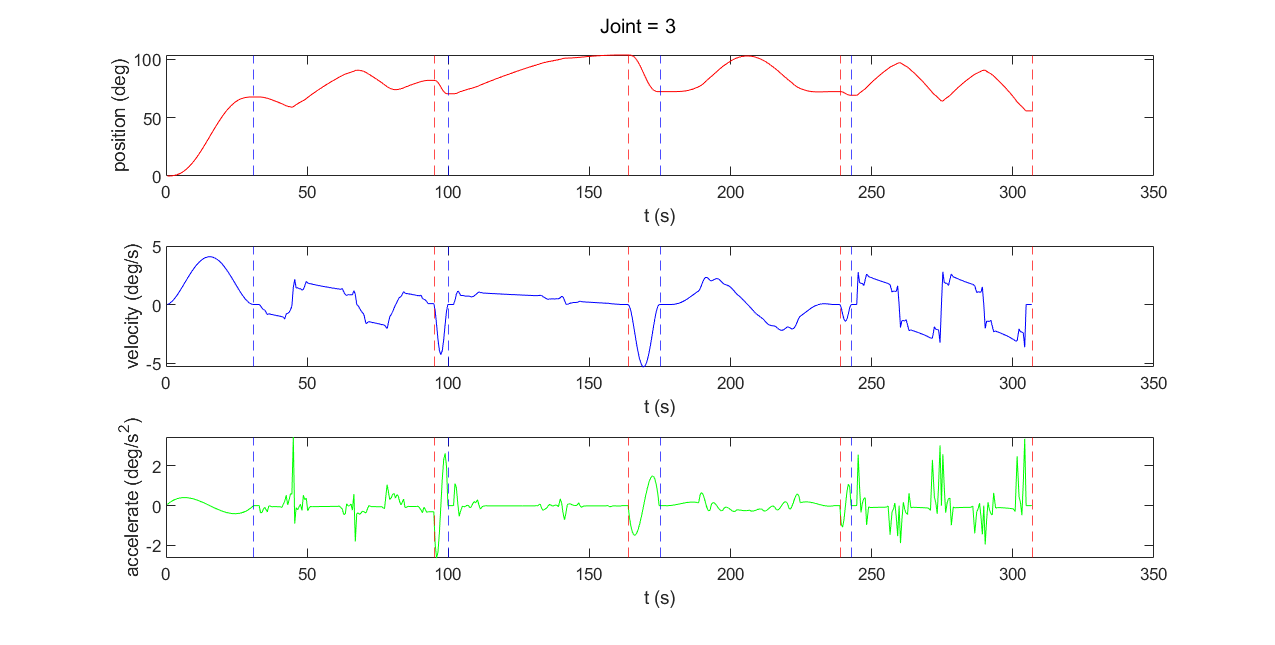 Joint = 3
position (deg)
100
50
0
0 50 100 150 200 250 300 350
t (s)
velocity (deg/s)
5
0
-5
0 50 100 150 200 250 300 350
t (s)
accelerate (deg/s²)
2
0
-2
0 50 100 150 200 250 300 350
t (s)